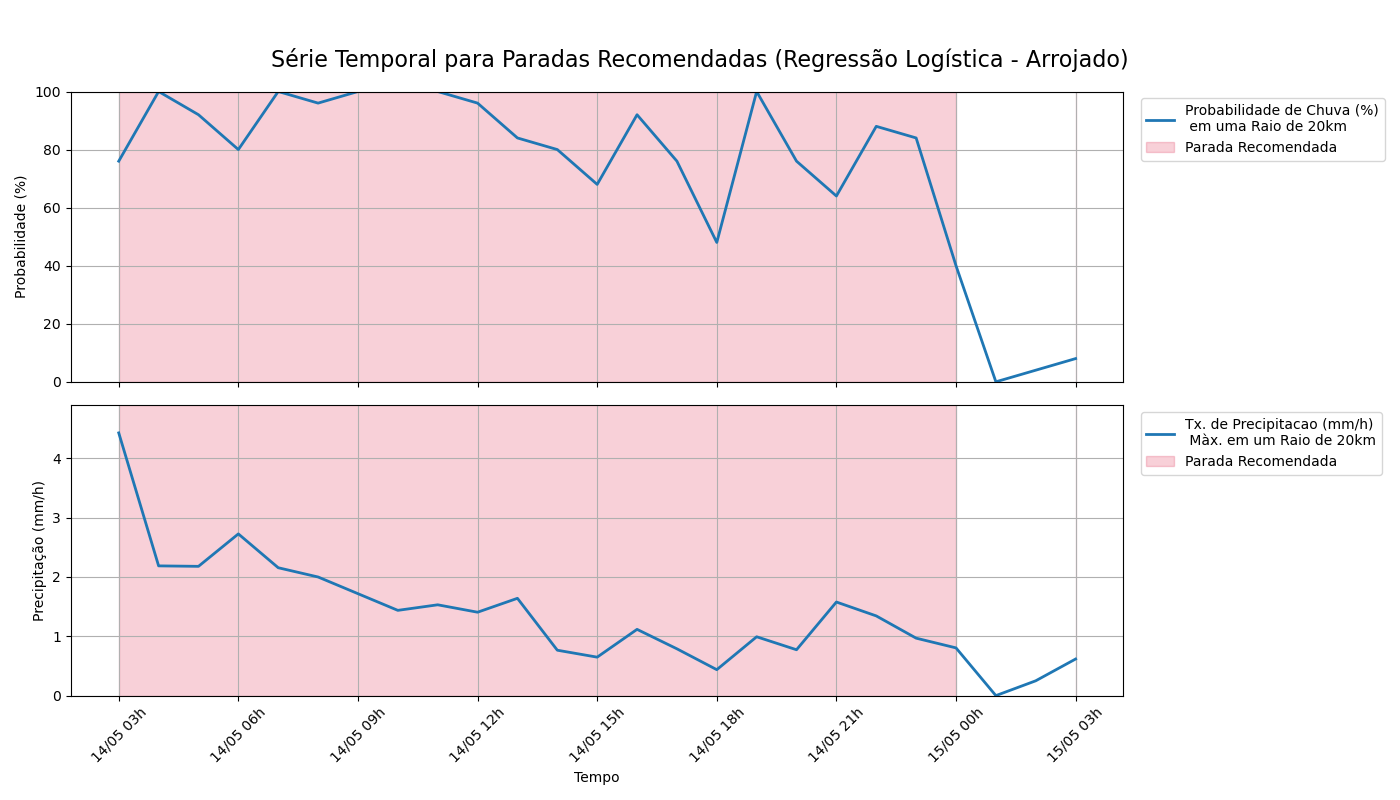 Série Temporal para Paradas Recomendadas (Regressão Logística - Arrojado)
100
80
60
40
20
0
Probabilidade (%)
Probabilidade de Chuva (%)
em uma Raio de 20km
Parada Recomendada
4
3
2
1
0
Precipitação (mm/h)
Tx. de Precipitacao (mm/h)
Màx. em um Raio de 20km
Parada Recomendada
14/05 03h
14/05 06h
14/05 09h
14/05 12h
14/05 15h
14/05 18h
14/05 21h
15/05 00h
15/05 03h
Tempo